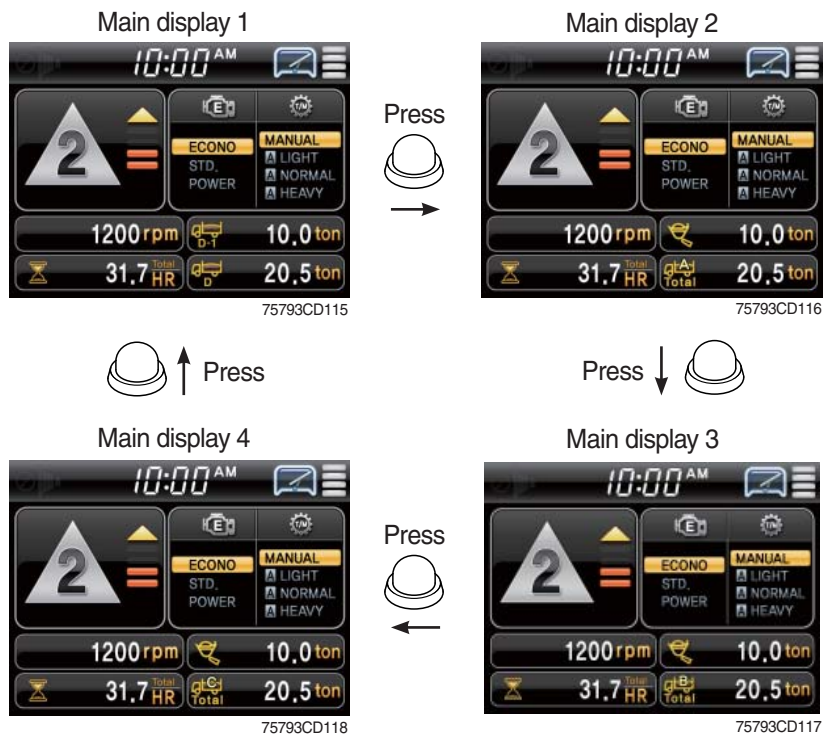 Main display 1
10:00 AM
E
T/M
2
ECONO
STD.
POWER
MANUAL
A LIGHT
A NORMAL
A HEAVY
1200 rpm
D-1
10.0 ton
31.7 Total HR
D
20.5 ton
75793CD115
Press
Main display 2
10:00 AM
E
T/M
2
ECONO
STD.
POWER
MANUAL
A LIGHT
A NORMAL
A HEAVY
1200 rpm
10.0 ton
31.7 Total HR
A Total
20.5 ton
75793CD116
Press
Press
Main display 4
10:00 AM
E
T/M
2
ECONO
STD.
POWER
MANUAL
A LIGHT
A NORMAL
A HEAVY
1200 rpm
10.0 ton
31.7 Total HR
C Total
20.5 ton
75793CD118
Press
Main display 3
10:00 AM
E
T/M
2
ECONO
STD.
POWER
MANUAL
A LIGHT
A NORMAL
A HEAVY
1200 rpm
10.0 ton
31.7 Total HR
B Total
20.5 ton
75793CD117